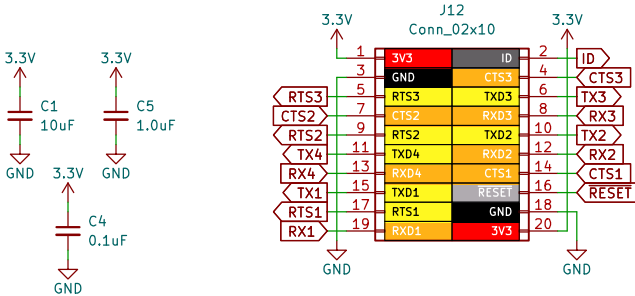 J12
Conn_02x10
3.3V
3.3V
1 3V3 ID 2 ID
3 GND CTS3 4 CTS3
RTS3 5 RTS3 TXD3 6 TX3
CTS2 7 CTS2 RXD3 8 RX3
RTS2 9 RTS2 TXD2 10 TX2
TX4 11 TXD4 RXD2 12 RX2
RX4 13 RXD4 CTS1 14 CTS1
TX1 15 TXD1 RESET 16 RESET
RTS1 17 RTS1 GND 18
RX1 19 RXD1 3V3 20
GND
GND
3.3V
C1
10uF
GND
3.3V
C5
1.0uF
GND
3.3V
C4
0.1uF
GND